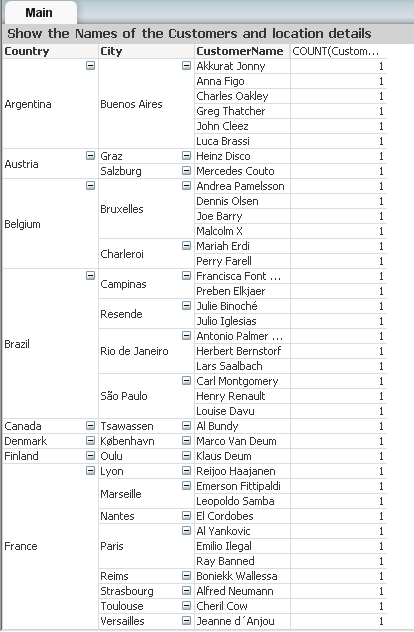 Main
Show the Names of the Customers and location details
Country City CustomerName COUNT(Custom...
Argentina Buenos Aires Akkurat Jonny 1
Anna Figo 1
Charles Oakley 1
Greg Thatcher 1
John Cleez 1
Luca Brassi 1
Austria Graz Heinz Disco 1
Salzburg Mercedes Couto 1
Belgium Bruxelles Andrea Pamelsson 1
Dennis Olsen 1
Joe Barry 1
Malcolm X 1
Charleroi Mariah Erdi 1
Perry Farell 1
Brazil Campinas Francisca Font ... 1
Preben Elkjaer 1
Resende Julie Binoché 1
Julio Iglesias 1
Rio de Janeiro Antonio Palmer ... 1
Herbert Bernstorf 1
Lars Saalbach 1
São Paulo Carl Montgomery 1
Henry Renault 1
Louise Davu 1
Canada Tsawassen Al Bundy 1
Denmark København Marco Van Deum 1
Finland Oulu Klaus Deum 1
France Lyon Reijoo Haajanen 1
Marseille Emerson Fittipaldi 1
Leopoldo Samba 1
Nantes El Cordobes 1
Paris Al Yankovic 1
Emilio Ilegal 1
Ray Banned 1
Reims Boniekk Wallessa 1
Strasbourg Alfred Neumann 1
Toulouse Cheril Cow 1
Versailles Jeanne d´Anjou 1